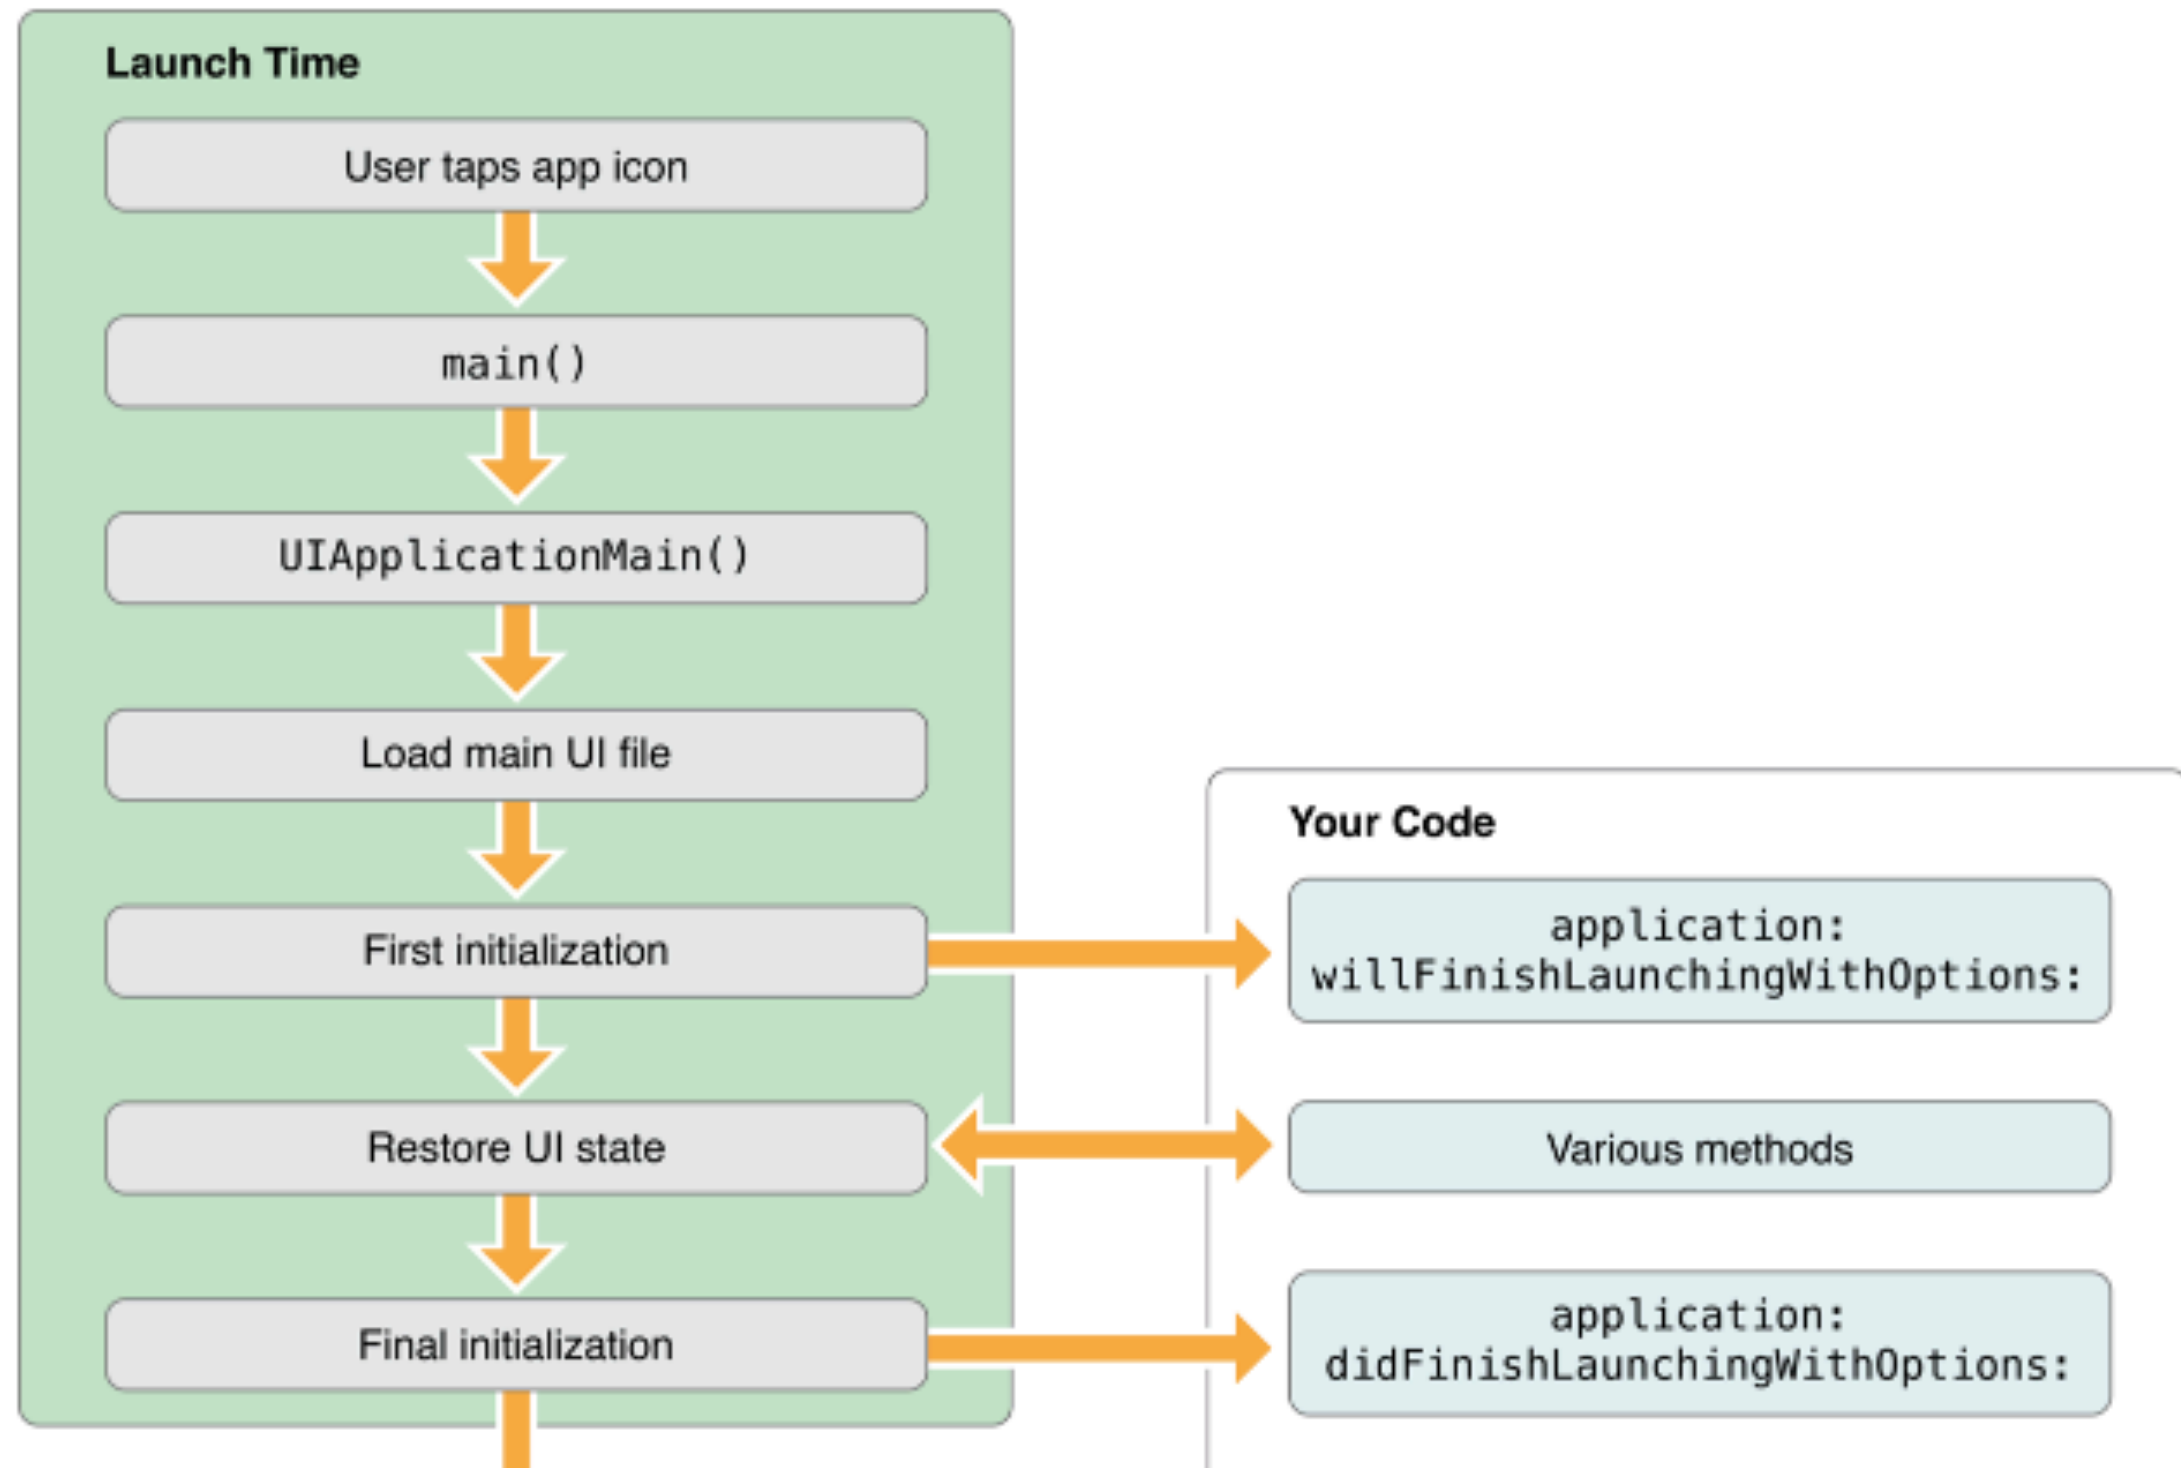 Launch Time
User taps app icon
main()
UIApplicationMain()
Load main UI file
First initialization
Restore UI state
Final initialization
Your Code
application:
willFinishLaunchingWithOptions:
Various methods
application:
didFinishLaunchingWithOptions: